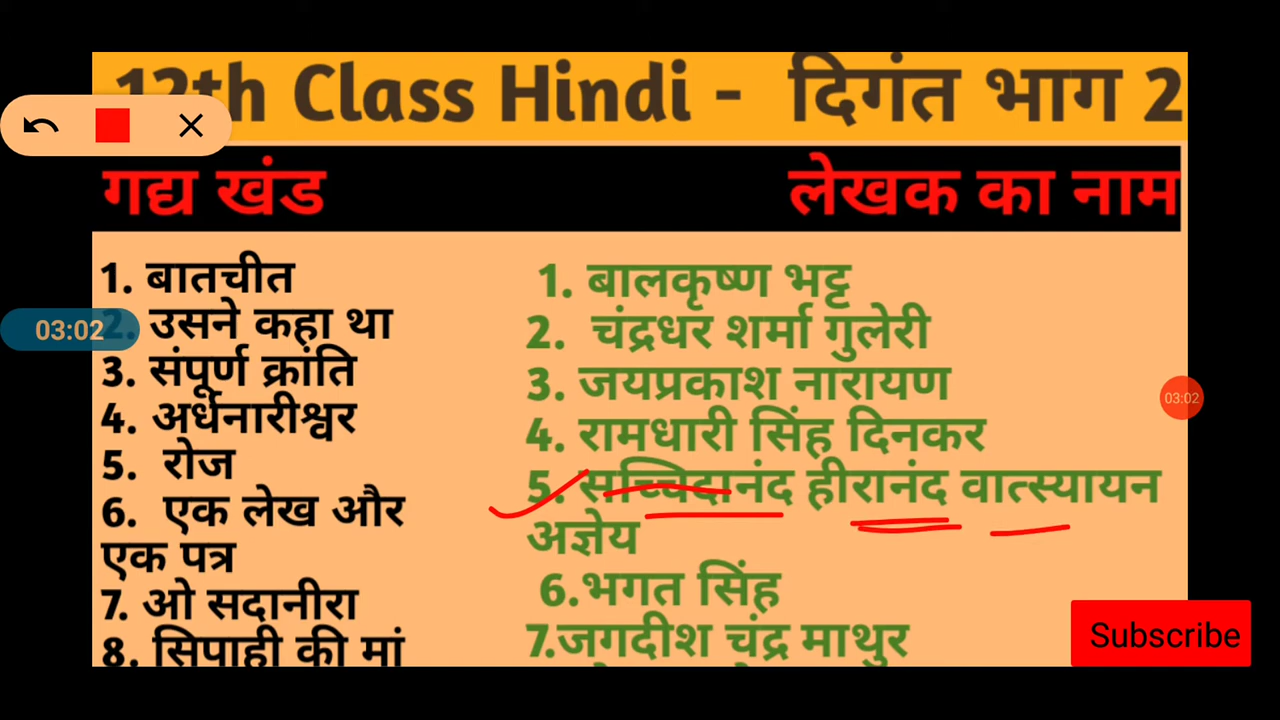 12th Class Hindi - दिगंत भाग 2
गद्य खंड लेखक का नाम
1. बातचीत
2. उसने कहा था
3. संपूर्ण क्रांति
4. अर्धनारीश्वर
5. रोज
6. एक लेख और
एक पत्र
7. ओ सदानीरा
8. सिपाही की मां
1. बालकृष्ण भट्ट
2. चंद्रधर शर्मा गुलेरी
3. जयप्रकाश नारायण
4. रामधारी सिंह दिनकर
5. सच्चिदानंद हीरानंद वात्स्यायन
अज्ञेय
6.भगत सिंह
7.जगदीश चंद्र माथुर
03:02
03:02
Subscribe